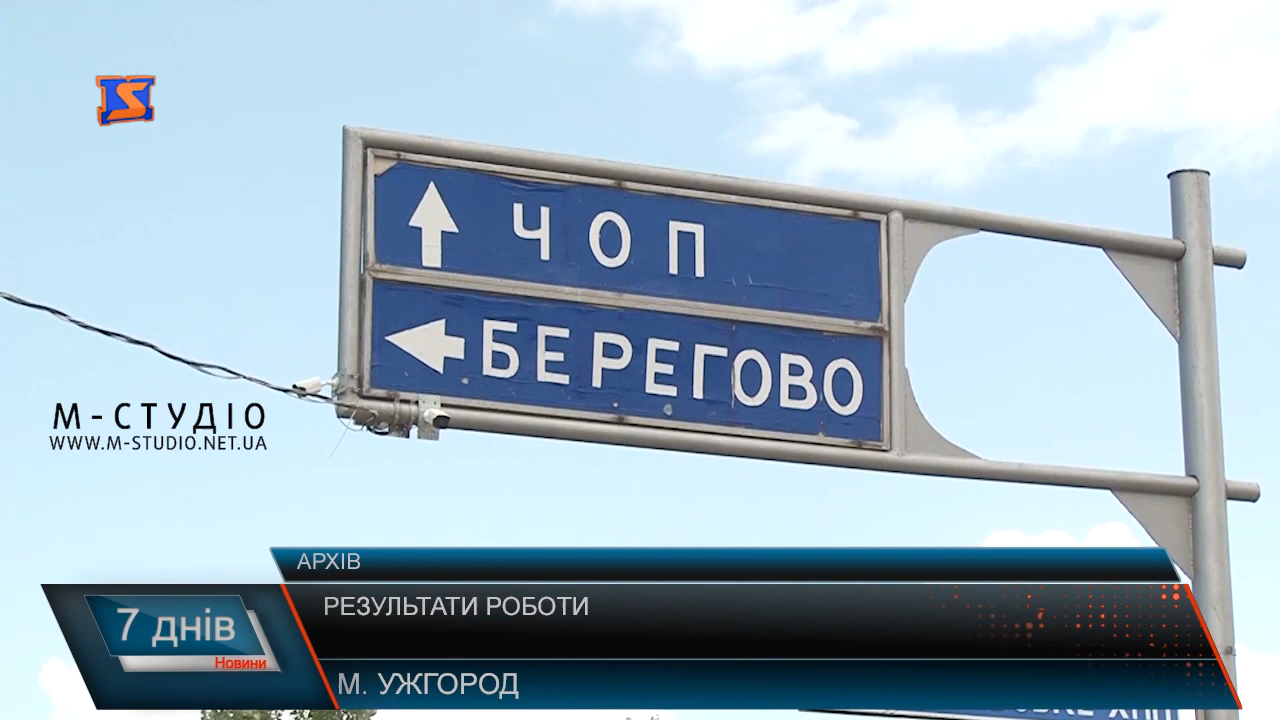 ЧОП
БЕРЕГОВО
М-СТУДІО
WWW.M-STUDIO.NET.UA
АРХІВ
РЕЗУЛЬТАТИ РОБОТИ
7 днів
Новини
М. УЖГОРОД